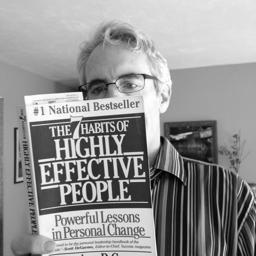 #1 National Bestseller
THE 7 HABITS OF
HIGHLY
EFFECTIVE
PEOPLE
Powerful Lessons
in Personal Change